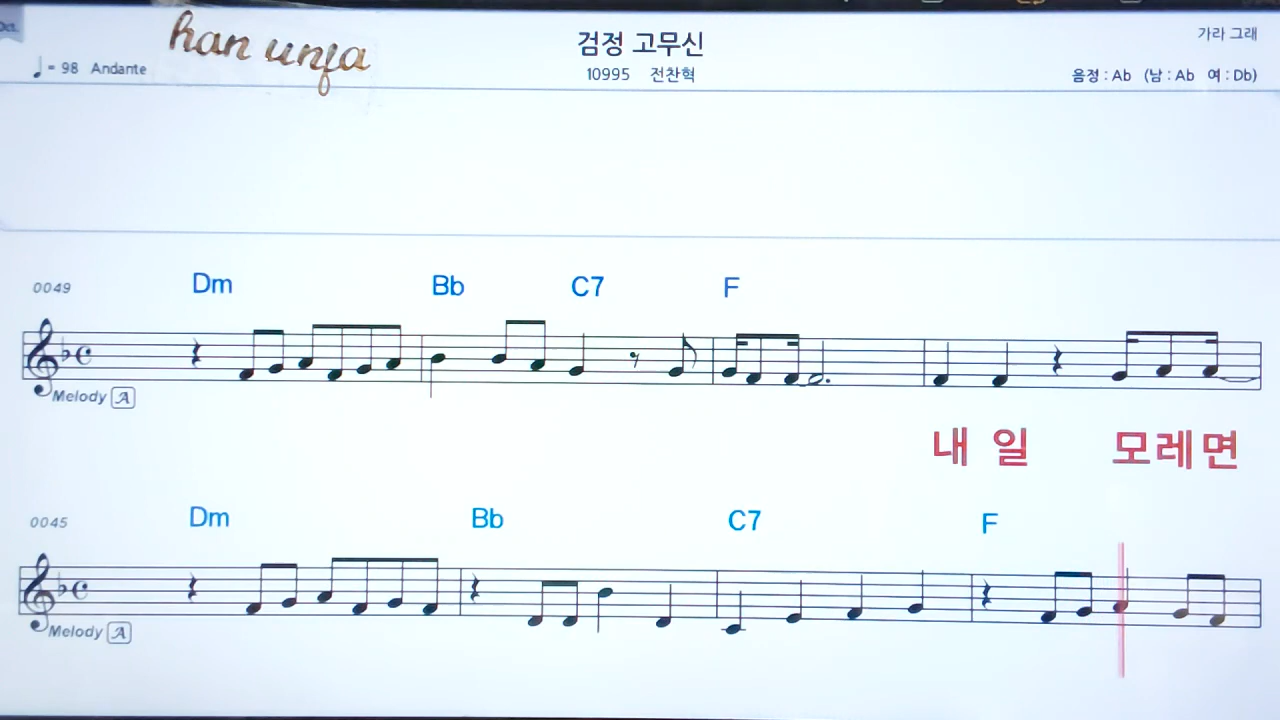 Oct.
han unja
♩= 98 Andante
검정 고무신
10995 전찬혁
가라 그래
음정 : Ab (남 : Ab 여 : Db)
0049 Dm Bb C7 F
Melody A
내 일 모레면
0045 Dm Bb C7 F
Melody A